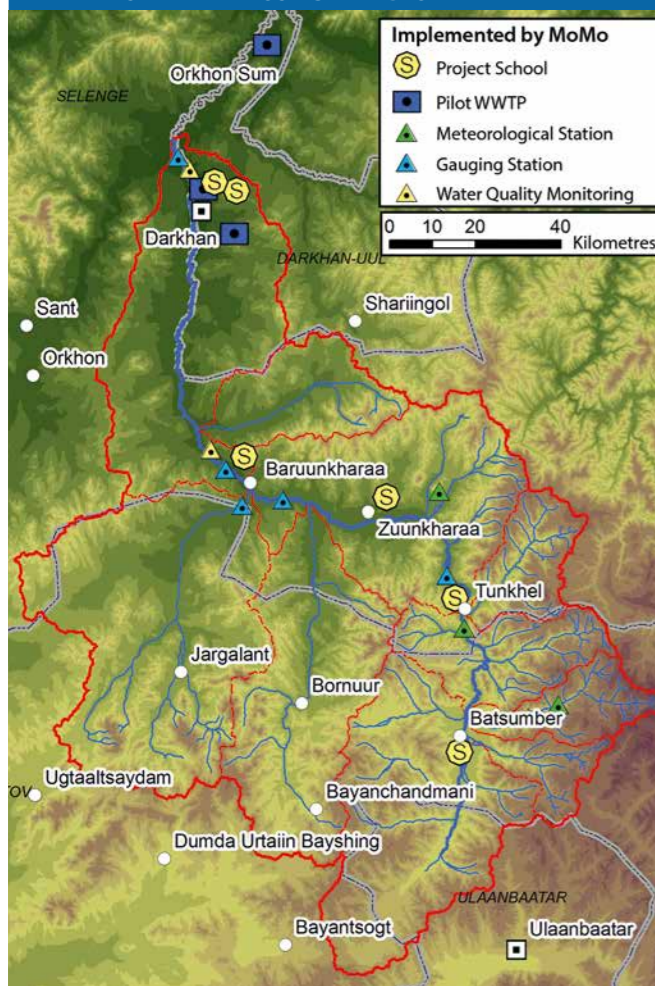 Orkhon Sum
SELENGE
Implemented by MoMo
S Project School
Pilot WWTP
Meteorological Station
Gauging Station
Water Quality Monitoring
0 10 20 40
Kilometres
S S
Darkhan
DARKHAN-UUL
Sant
Shariingol
Orkhon
S
Baruunkharaa
S
Zuunkharaa
S
Tunkhel
Jargalant
Bornuur
Batsumber
S
Ugtaaltsaydam
Bayanchandmani
Dumda Urtaiin Bayshing
ULAANBAATAR
Bayantsogt
Ulaanbaatar